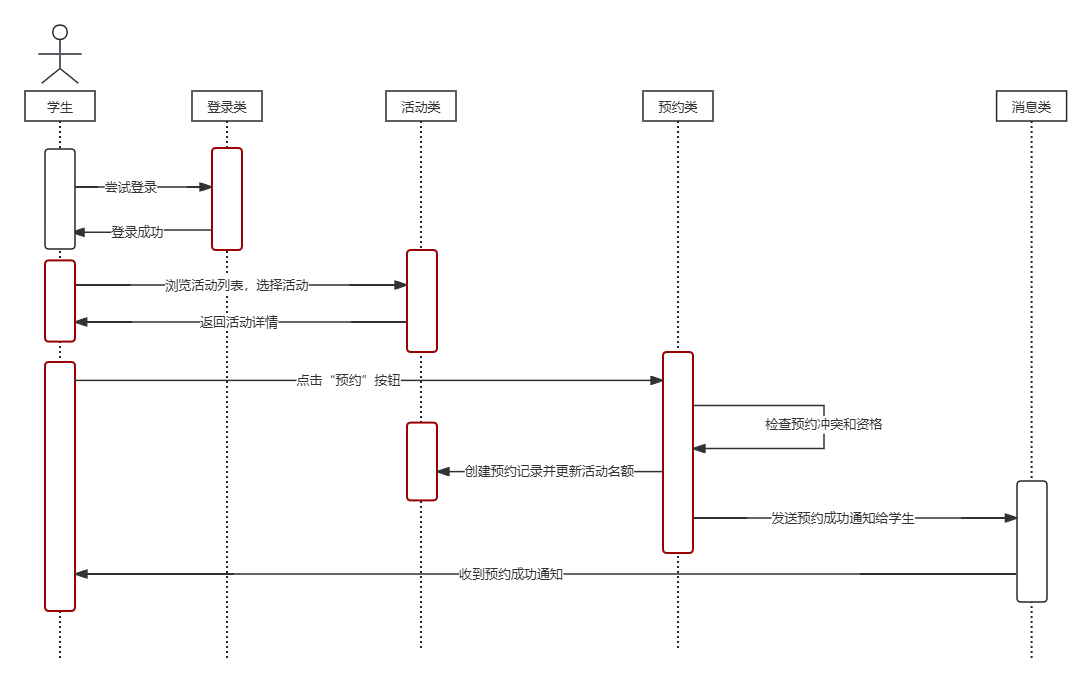 学生
登录类
活动类
预约类
消息类
尝试登录
登录成功
浏览活动列表，选择活动
返回活动详情
点击“预约”按钮
检查预约冲突和资格
创建预约记录并更新活动名额
发送预约成功通知给学生
收到预约成功通知